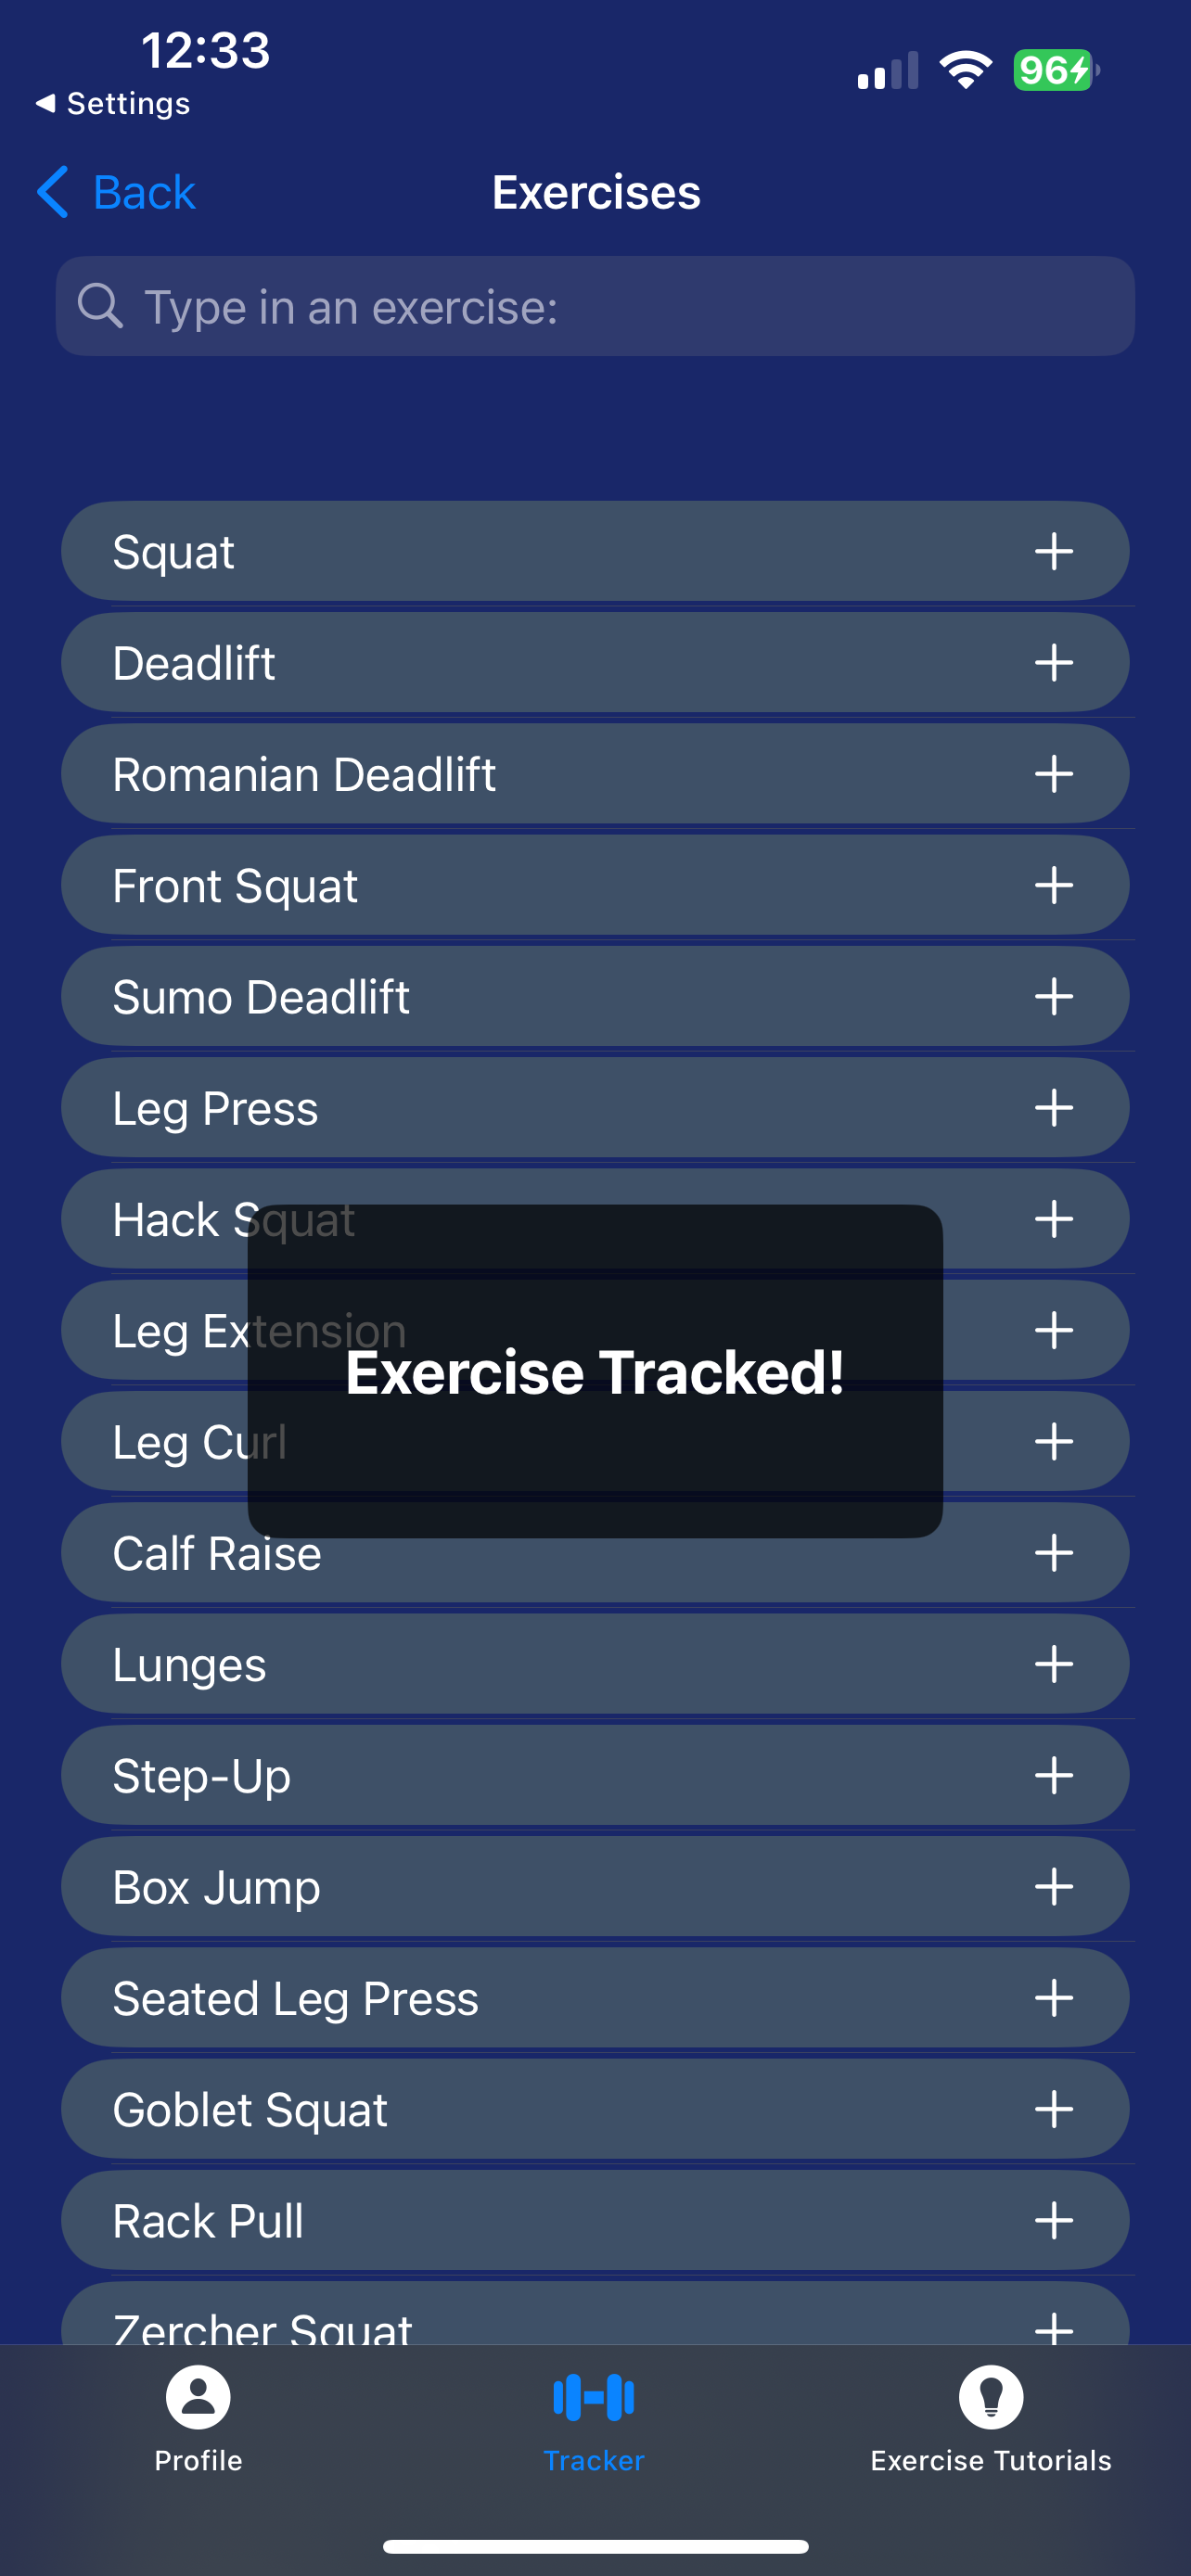 12:33
96
Settings
Back
Exercises
Type in an exercise:
Squat
Deadlift
Romanian Deadlift
Front Squat
Sumo Deadlift
Leg Press
Hack Squat
Leg Extension
Exercise Tracked!
Leg Curl
Calf Raise
Lunges
Step-Up
Box Jump
Seated Leg Press
Goblet Squat
Rack Pull
Zercher Squat
Profile
Tracker
Exercise Tutorials